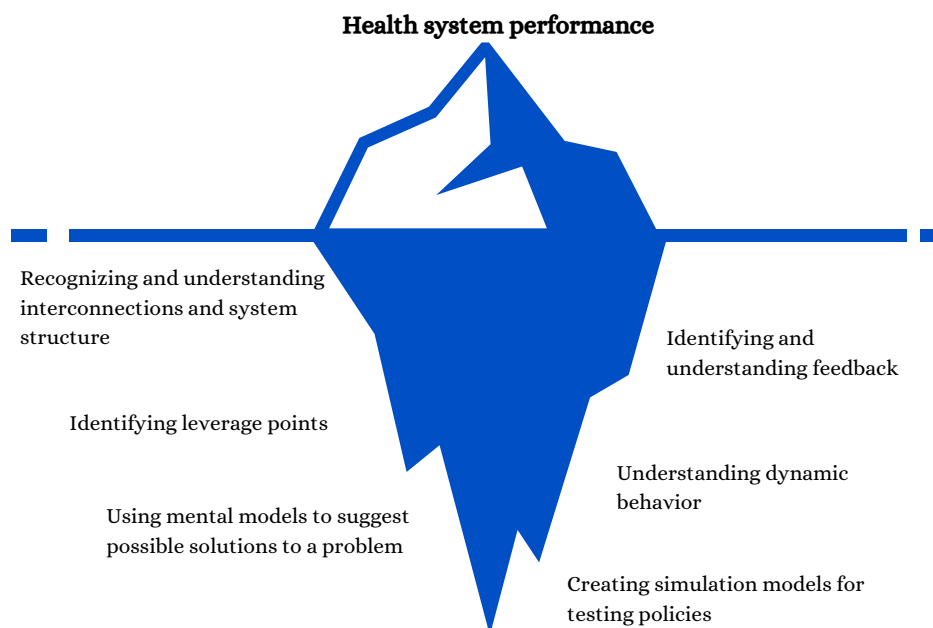 Health system performance
Recognizing and understanding
interconnections and system
structure
Identifying leverage points
Using mental models to suggest
possible solutions to a problem
Identifying and
understanding feedback
Understanding dynamic
behavior
Creating simulation models for
testing policies